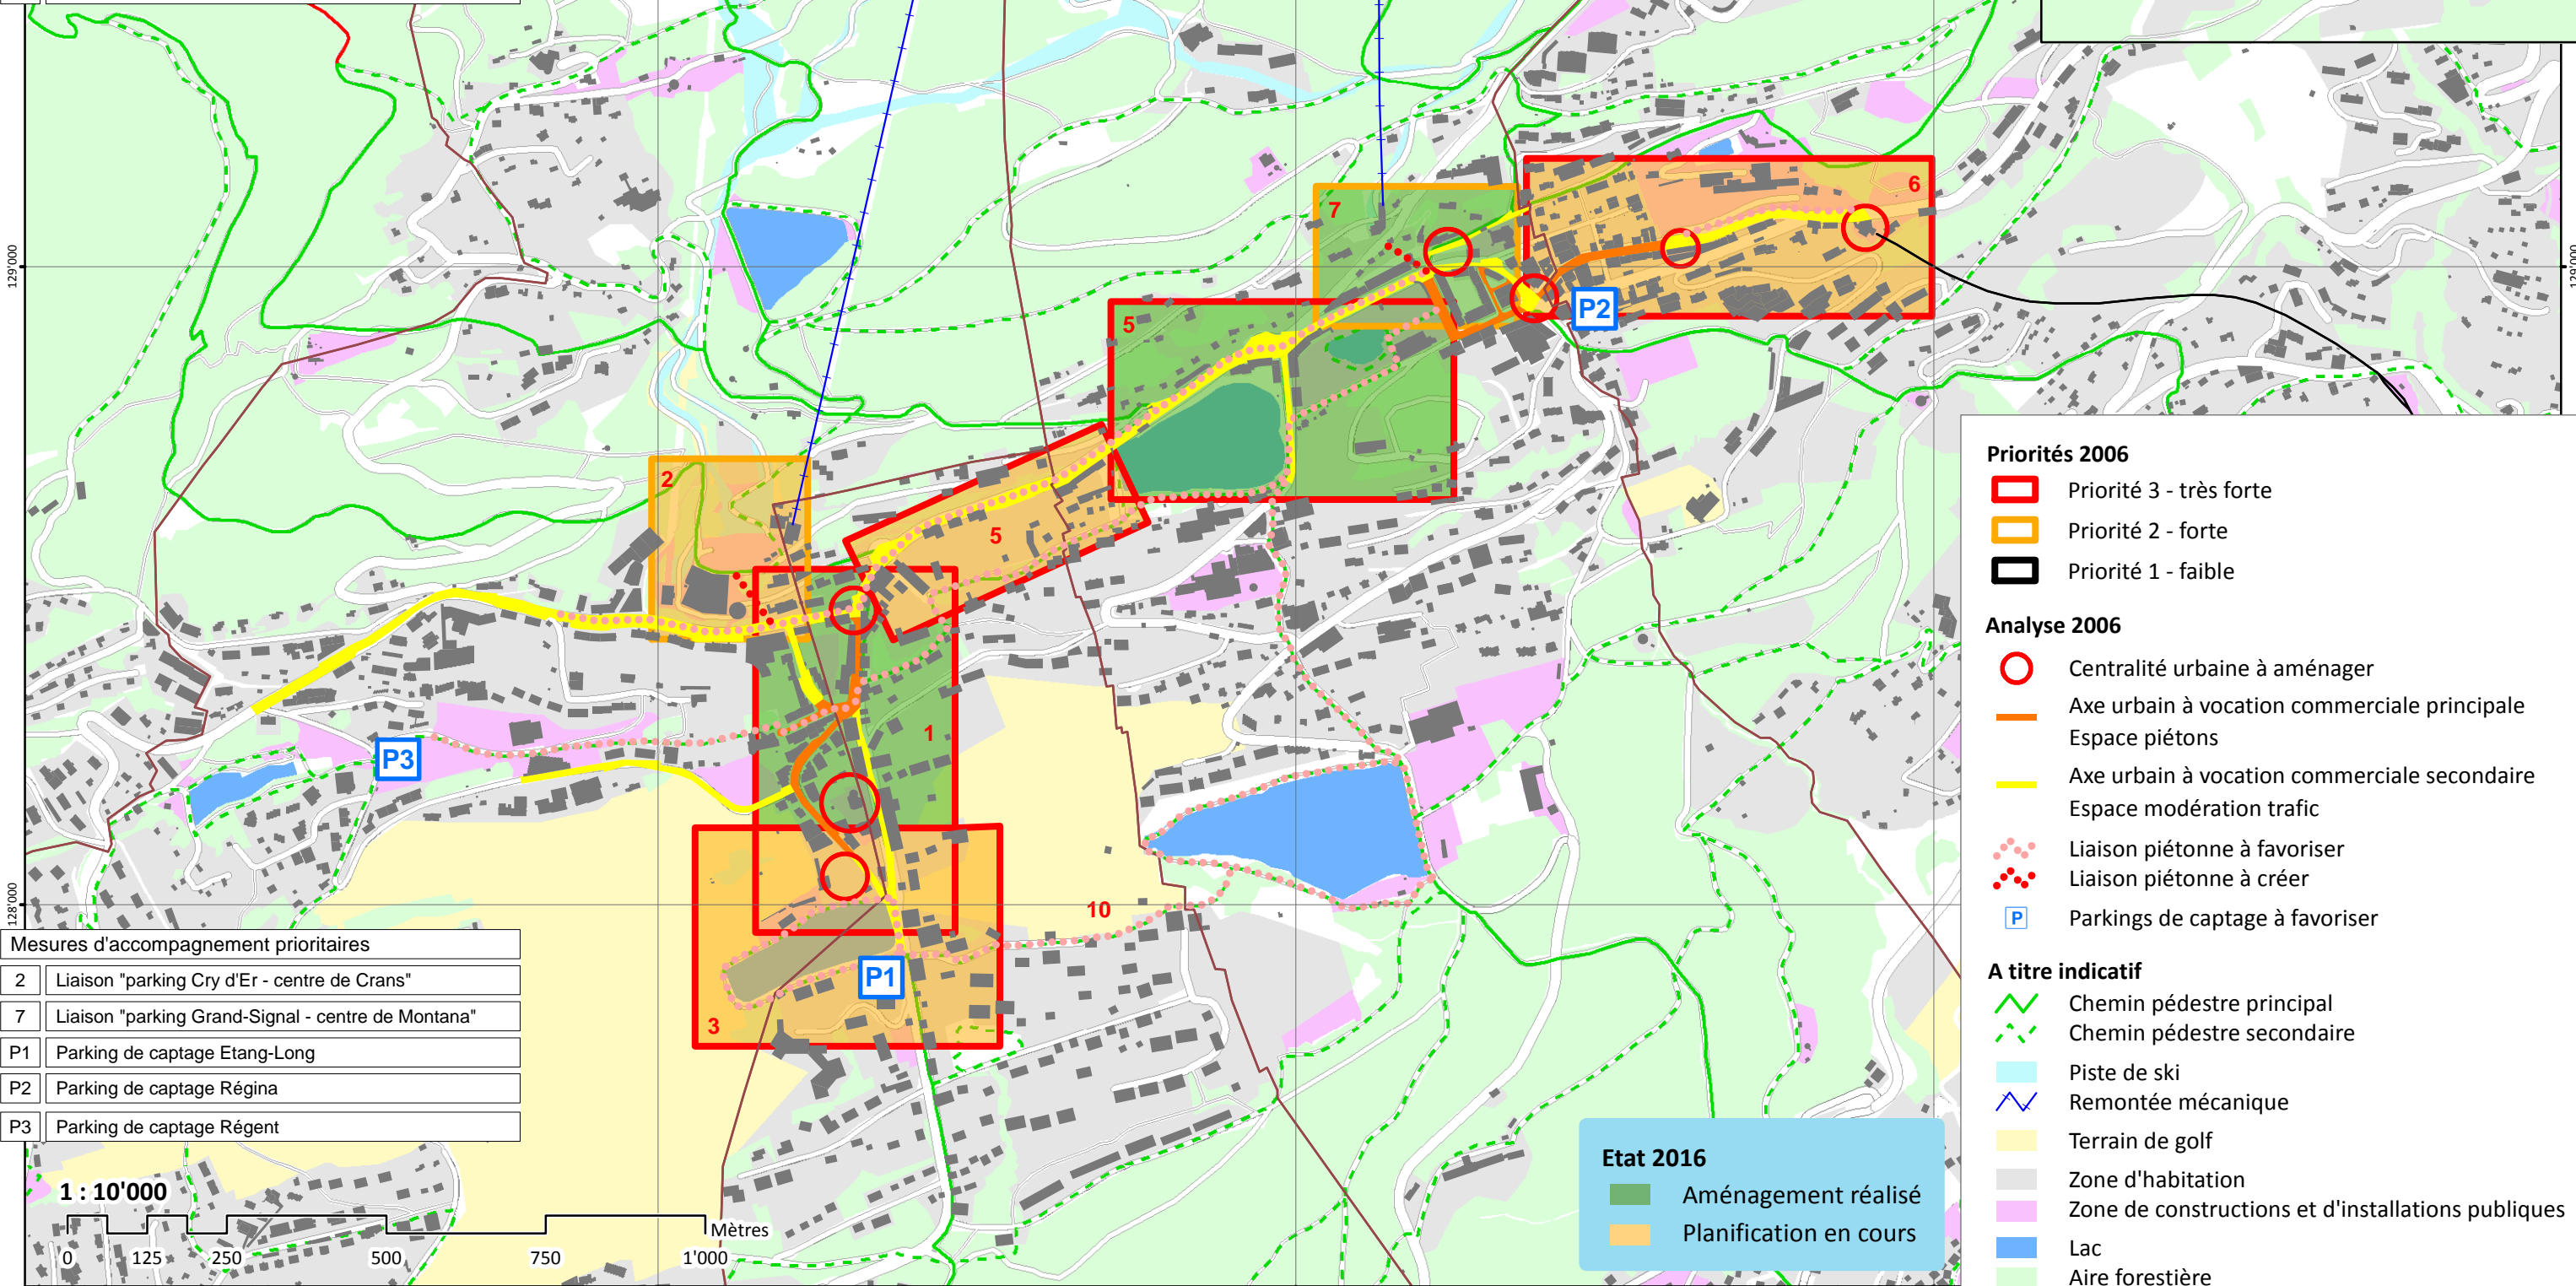 7
6
5
P2
2
5
1
P3
10
P1
3
129'000
129'000
128'000
Mesures d'accompagnement prioritaires
2 Liaison "parking Cry d'Er - centre de Crans"
7 Liaison "parking Grand-Signal - centre de Montana"
P1 Parking de captage Etang-Long
P2 Parking de captage Régina
P3 Parking de captage Régent
1 : 10'000
Mètres
0 125 250 500 750 1'000
Etat 2016
Aménagement réalisé
Planification en cours
Priorités 2006
Priorité 3 - très forte
Priorité 2 - forte
Priorité 1 - faible
Analyse 2006
Centralité urbaine à aménager
Axe urbain à vocation commerciale principale
Espace piétons
Axe urbain à vocation commerciale secondaire
Espace modération trafic
Liaison piétonne à favoriser
Liaison piétonne à créer
P Parkings de captage à favoriser
A titre indicatif
Chemin pédestre principal
Chemin pédestre secondaire
Piste de ski
Remontée mécanique
Terrain de golf
Zone d'habitation
Zone de constructions et d'installations publiques
Lac
Aire forestière